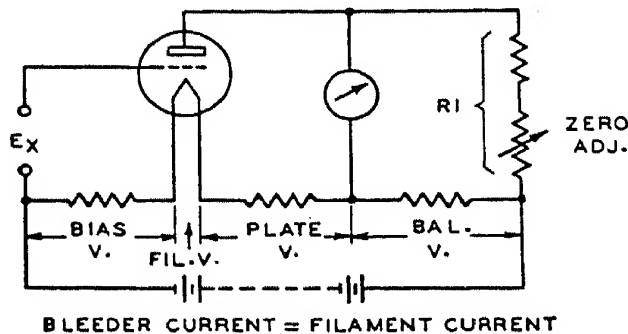 EX
R1
ZERO
ADJ.
BIAS
V.
FIL.V.
PLATE
V.
BAL.
V.
BLEEDER CURRENT = FILAMENT CURRENT